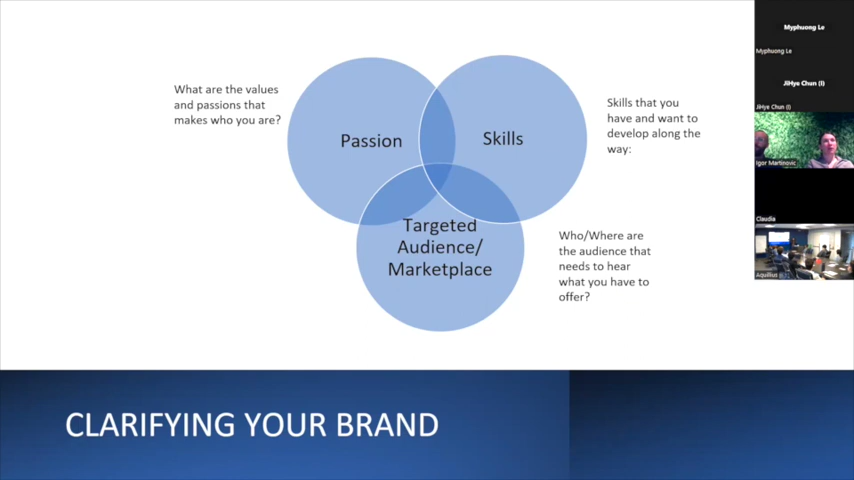 What are the values
and passions that
makes who you are?
Passion
Skills
Skills that you
have and want to
develop along the
way:
Targeted
Audience/
Marketplace
Who/Where are
the audience that
needs to hear
what you have to
offer?
CLARIFYING YOUR BRAND
Myphuong Le
Myphuong Le
JiHye Chun (I)
JiHye Chun (I)
Igor Martinovic
Claudia
Aquillius